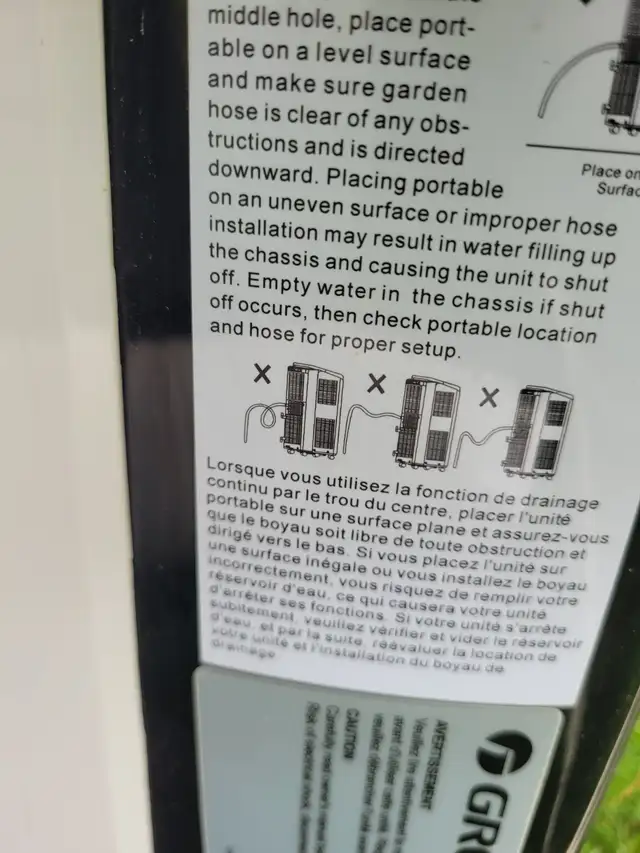 middle hole, place port-
able on a level surface
and make sure garden
hose is clear of any obs-
tructions and is directed
downward. Placing portable
on an uneven surface or improper hose
installation may result in water filling up
the chassis and causing the unit to shut
off. Empty water in the chassis if shut
off occurs, then check portable location
and hose for proper setup.
Place on
Surfac
X X X
Lorsque vous utilisez la fonction de drainage
continu par le trou du centre, placer l'unité
portable sur une surface plane et assurez-vous
que le boyau soit libre de toute obstruction et
dirigé vers le bas. Si vous placez l'unité sur
une surface inégale ou vous installez le boyau
incorrectement, vous risquez de remplir votre
réservoir d'eau, ce qui causera votre unité
d'arrêter ses fonctions. Si votre unité s'arrête
subitement, veuillez vérifier et vider le réservoir
d'eau, et par la suite, réévaluer la location de
votre unité et l'installation du boyau de
drainage
GR
AVERTISSEMENT
CAUTION